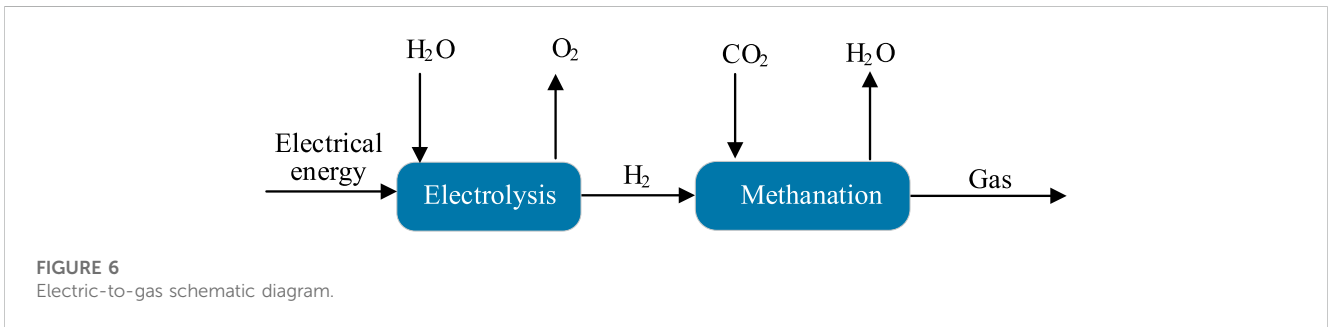 H₂O
O₂
CO₂
H₂O
Electrical
energy
Electrolysis
H₂
Methanation
Gas
FIGURE 6
Electric-to-gas schematic diagram.